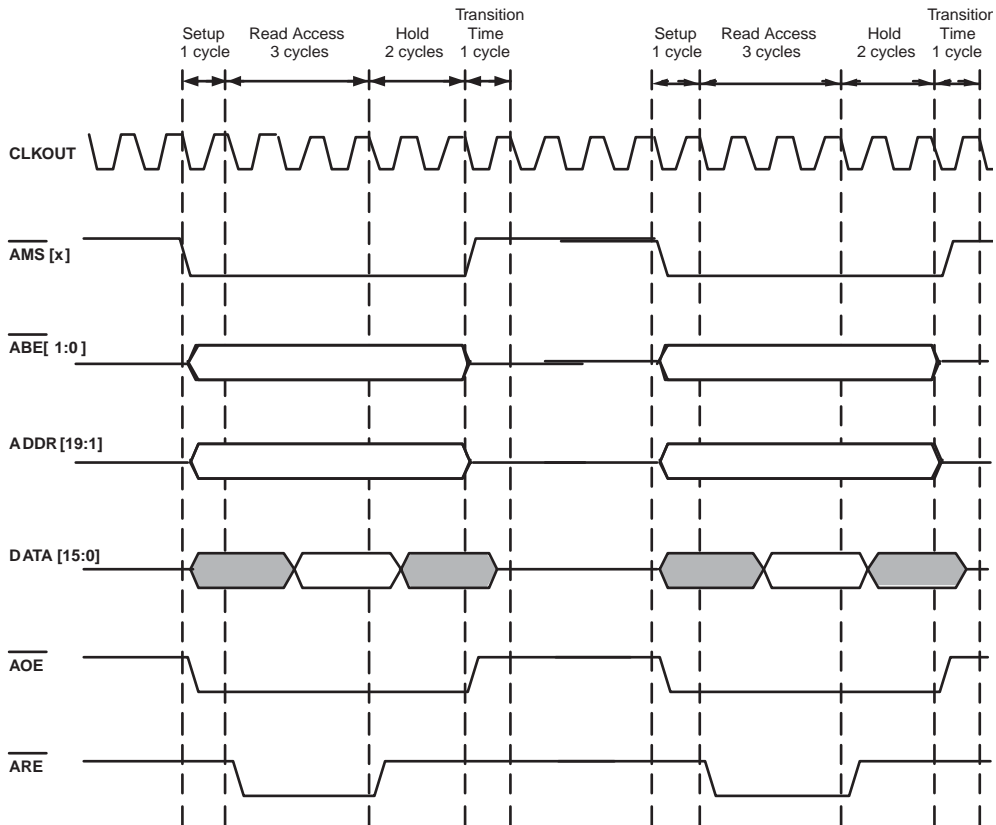 Transition
Setup Read Access Hold Time
1 cycle 3 cycles 2 cycles 1 cycle
Transition
Setup Read Access Hold Time
1 cycle 3 cycles 2 cycles 1 cycle
CLKOUT
AMS [x]
ABE[ 1:0 ]
ADDR [19:1]
DATA [15:0]
AOE
ARE